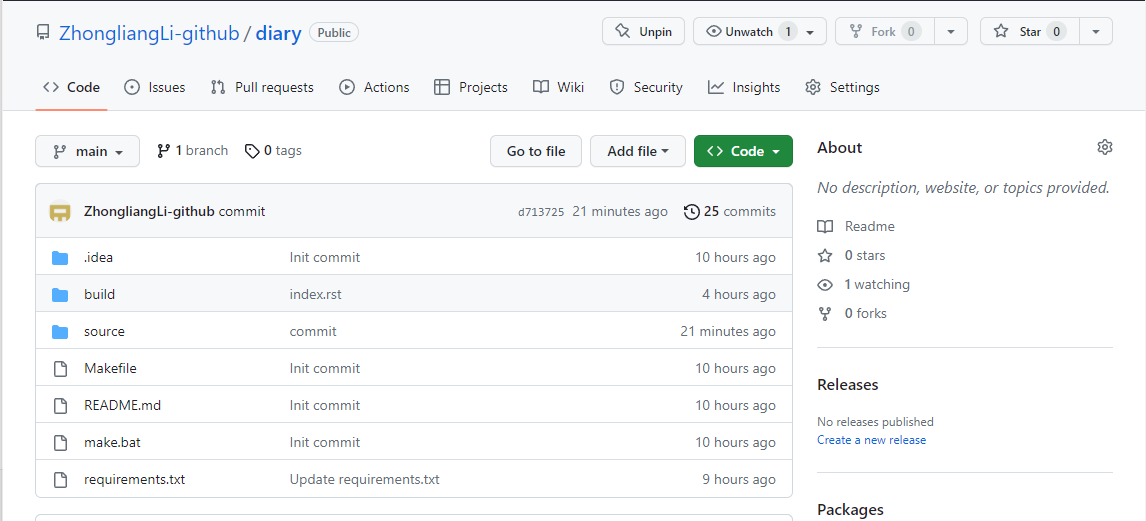 ZhongliangLi-github / diary Public Unpin Unwatch 1 Fork 0 Star 0
Code Issues Pull requests Actions Projects Wiki Security Insights Settings
main 1 branch 0 tags Go to file Add file Code
ZhongliangLi-github commit d713725 21 minutes ago 25 commits
.idea Init commit 10 hours ago
build index.rst 4 hours ago
source commit 21 minutes ago
Makefile Init commit 10 hours ago
README.md Init commit 10 hours ago
make.bat Init commit 10 hours ago
requirements.txt Update requirements.txt 9 hours ago
About
No description, website, or topics provided.
Readme
0 stars
1 watching
0 forks
Releases
No releases published
Create a new release
Packages